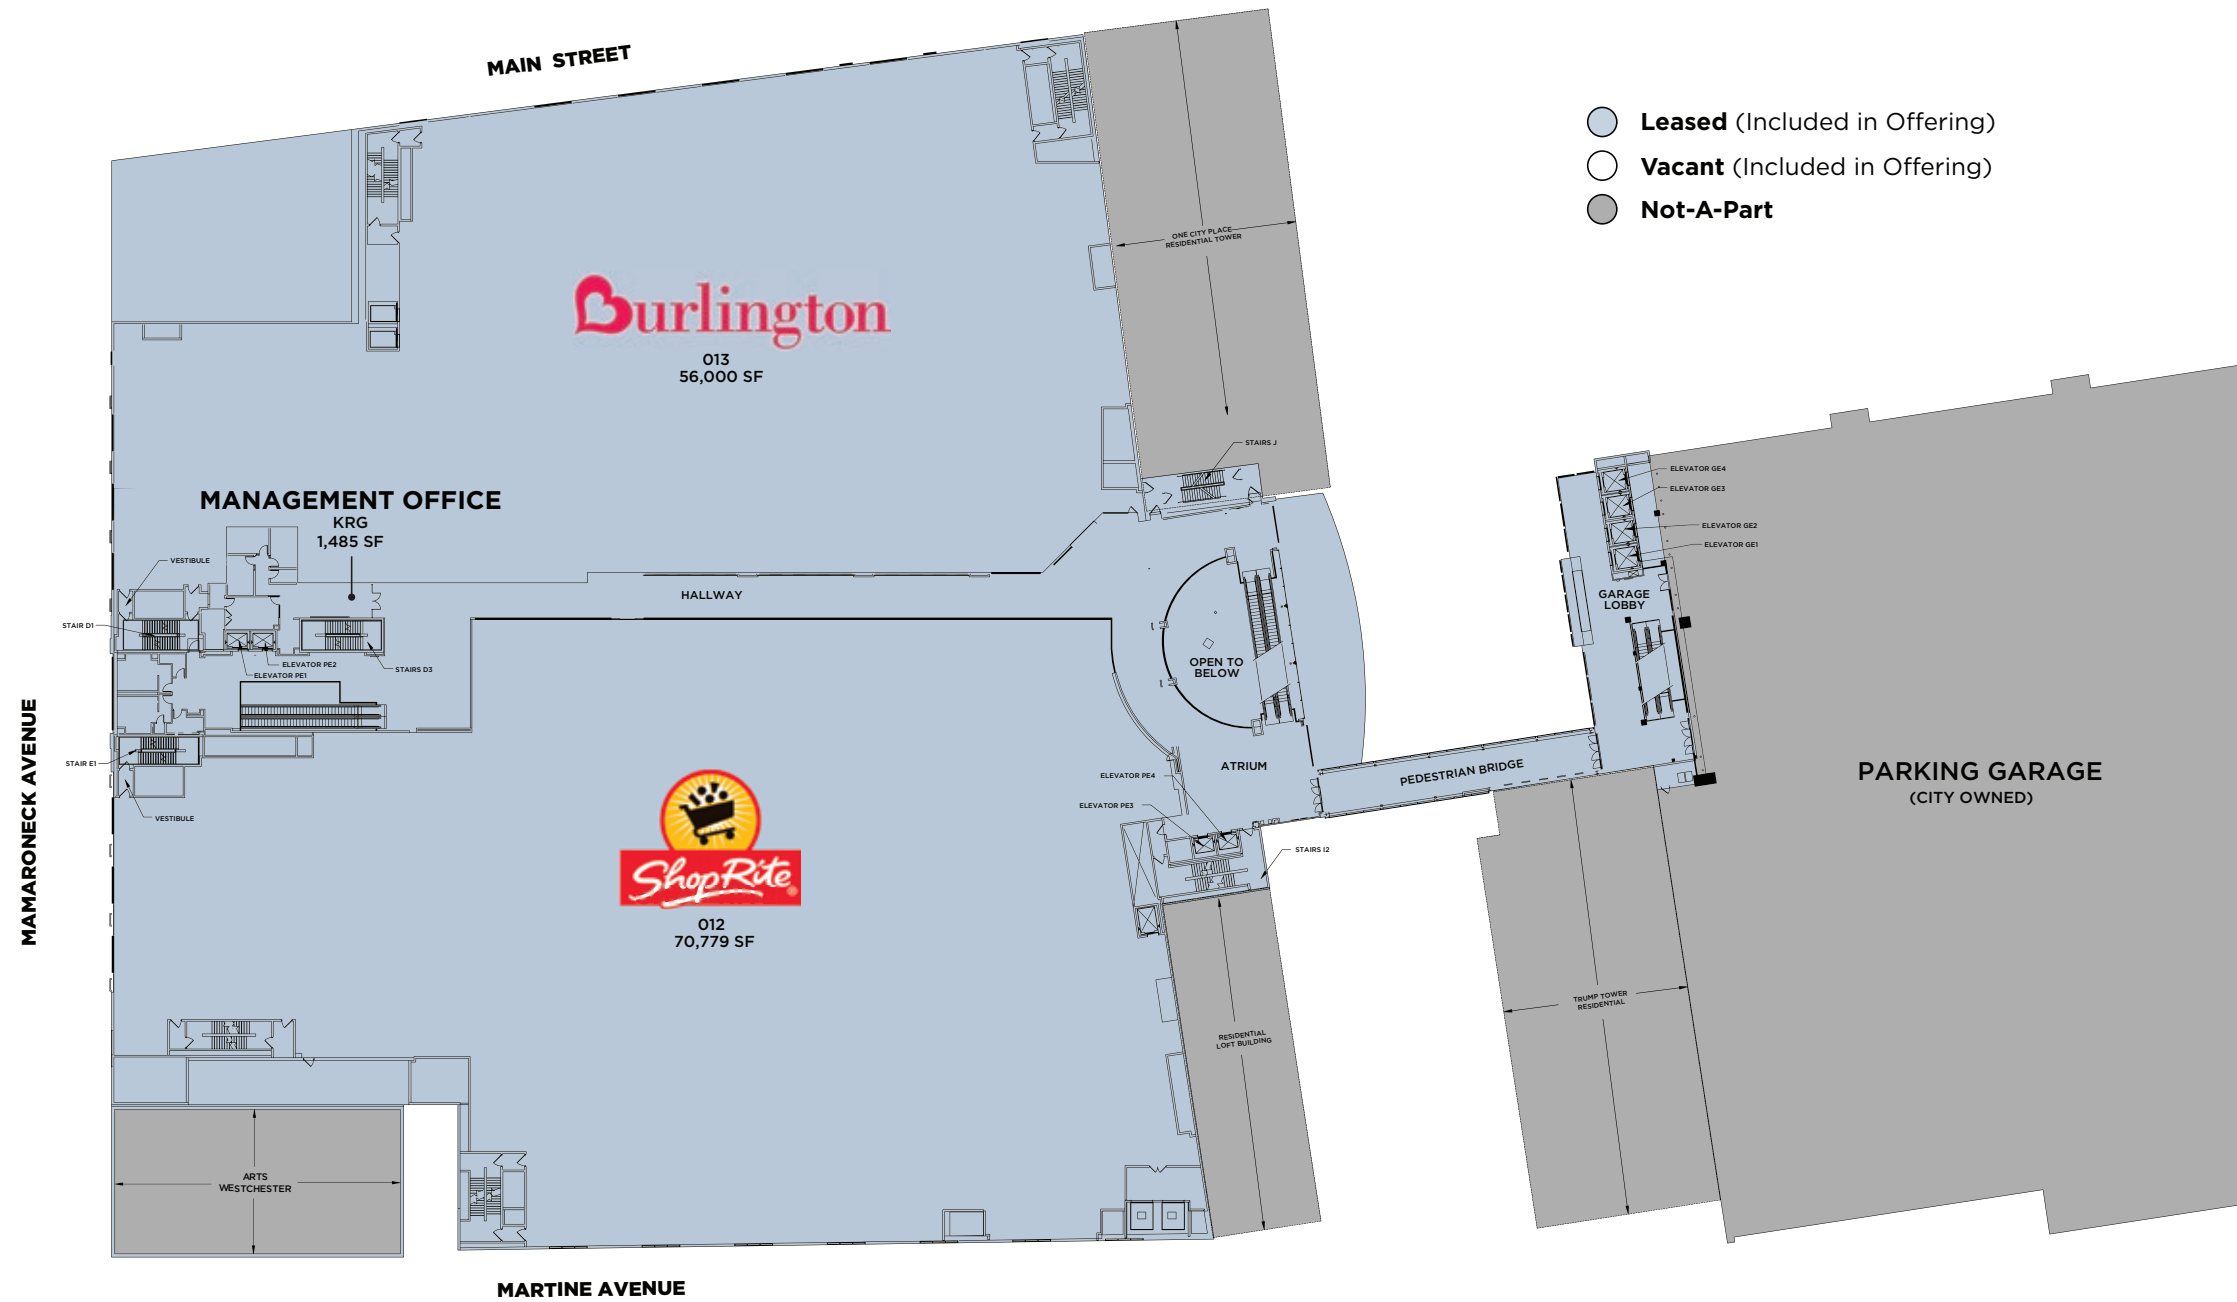 MAIN STREET
Leased (Included in Offering)
Vacant (Included in Offering)
Not-A-Part
ONE CITY PLACE
RESIDENTIAL TOWER
Burlington
013
56,000 SF
STAIRS J
ELEVATOR GE4
ELEVATOR GE3
ELEVATOR GE2
ELEVATOR GE1
MANAGEMENT OFFICE
KRG
1,485 SF
VESTIBULE
HALLWAY
GARAGE
LOBBY
STAIR D1
ELEVATOR PE2
ELEVATOR PE1
STAIRS D3
OPEN TO
BELOW
MAMARONECK AVENUE
STAIR E1
VESTIBULE
ATRIUM
PEDESTRIAN BRIDGE
PARKING GARAGE
(CITY OWNED)
ELEVATOR PE4
ELEVATOR PE3
STAIRS I2
ShopRite
®
012
70,779 SF
TRUMP TOWER
RESIDENTIAL
RESIDENTIAL
LOFT BUILDING
ARTS
WESTCHESTER
MARTINE AVENUE